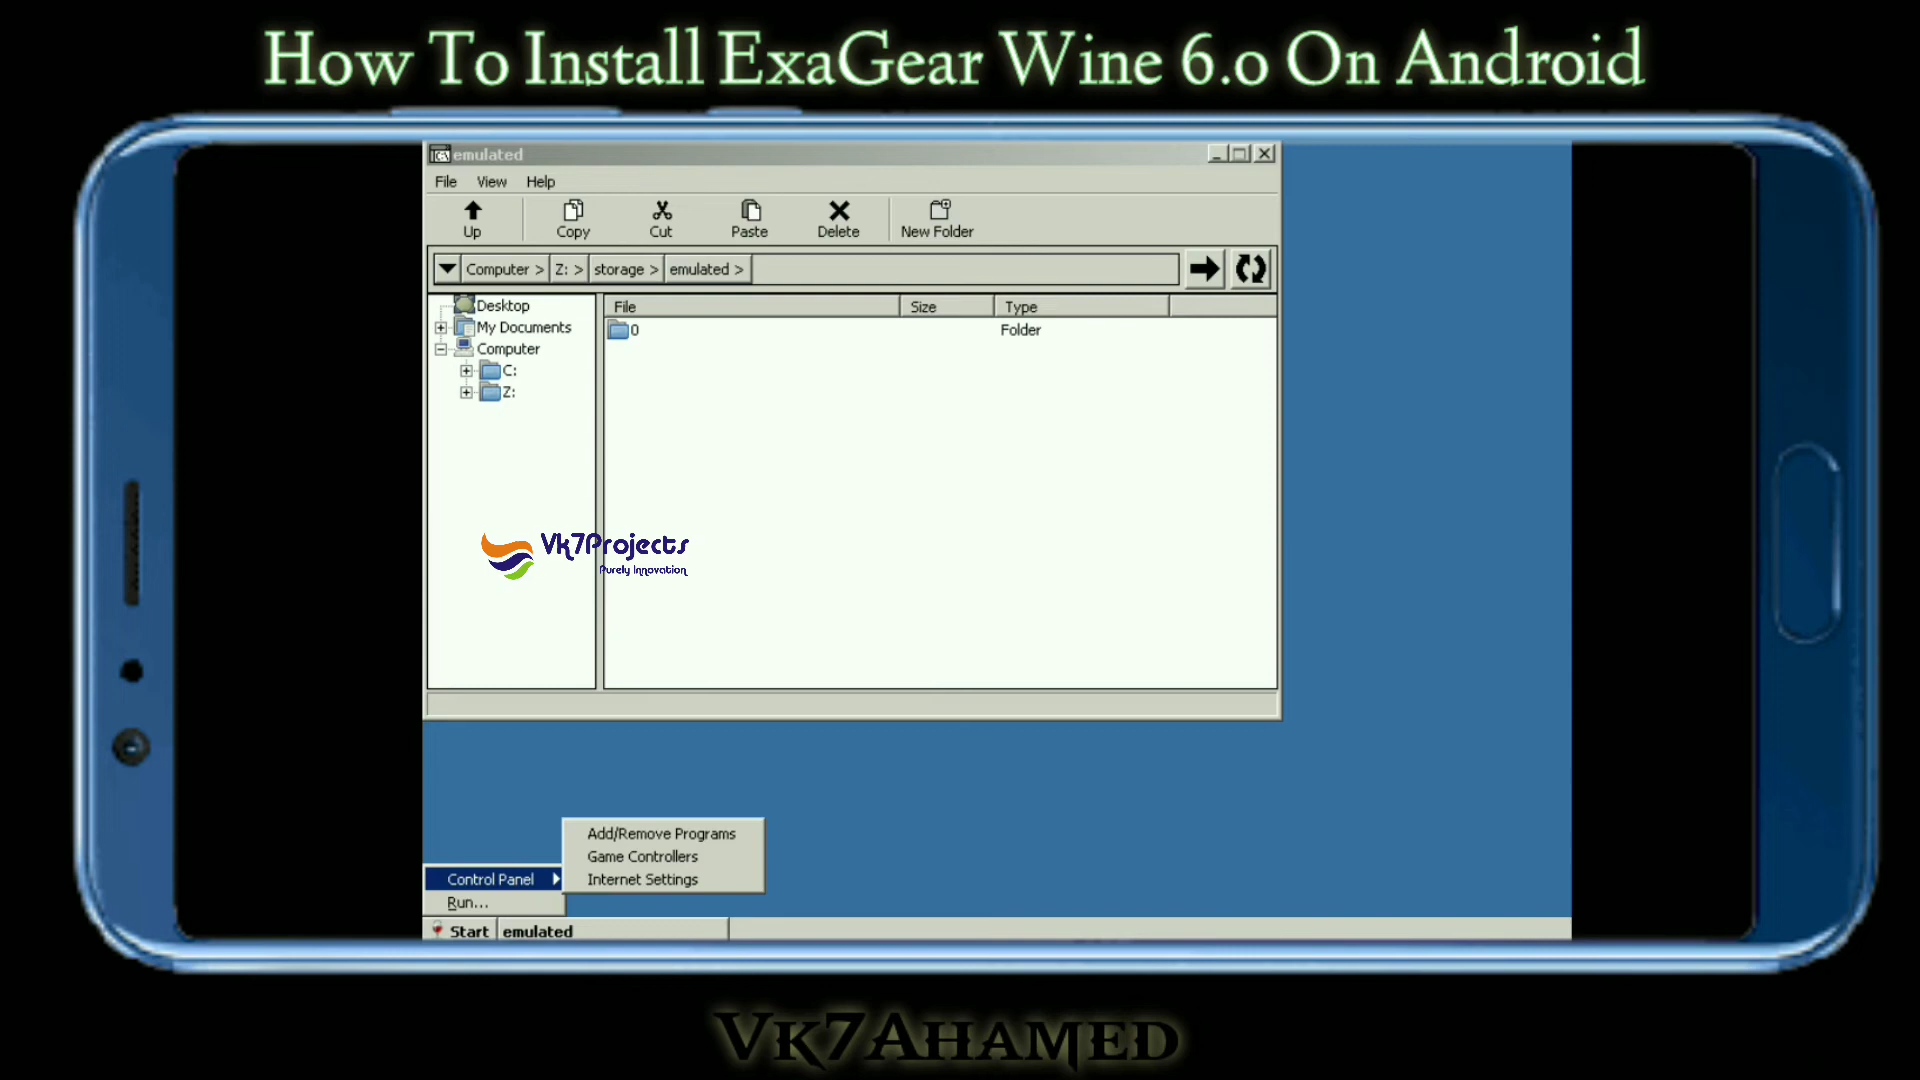 How To Install ExaGear Wine 6.0 On Android
emulated
File View Help
Up Copy Cut Paste Delete New Folder
Computer > Z: > storage > emulated >
Desktop
My Documents
Computer
C:
Z:
File Size Type
0 Folder
Vk7Projects
Purely Innovation
Add/Remove Programs
Game Controllers
Internet Settings
Control Panel
Run...
Start emulated
Vk7Ahamed